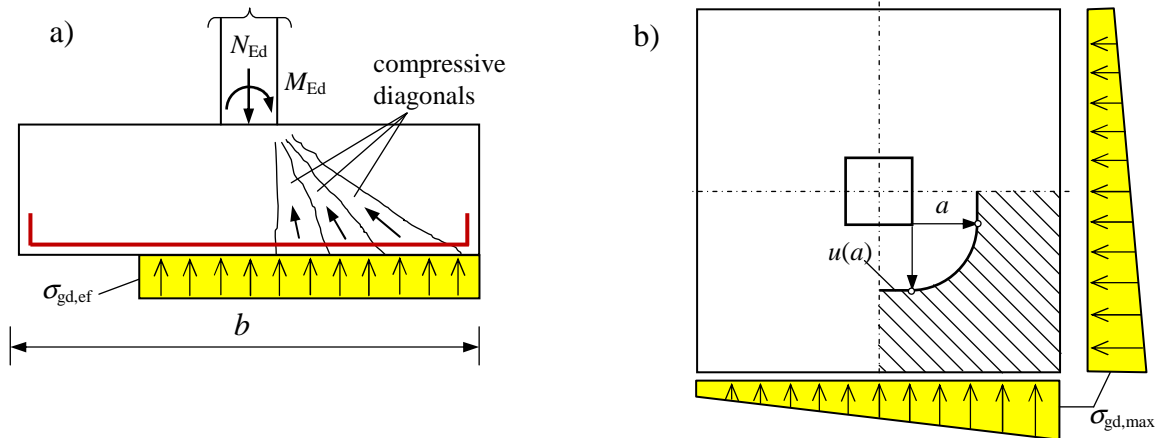 a)
N_Ed
M_Ed
compressive
diagonals
σ_gd,ef
b
b)
a
u(a)
σ_gd,max